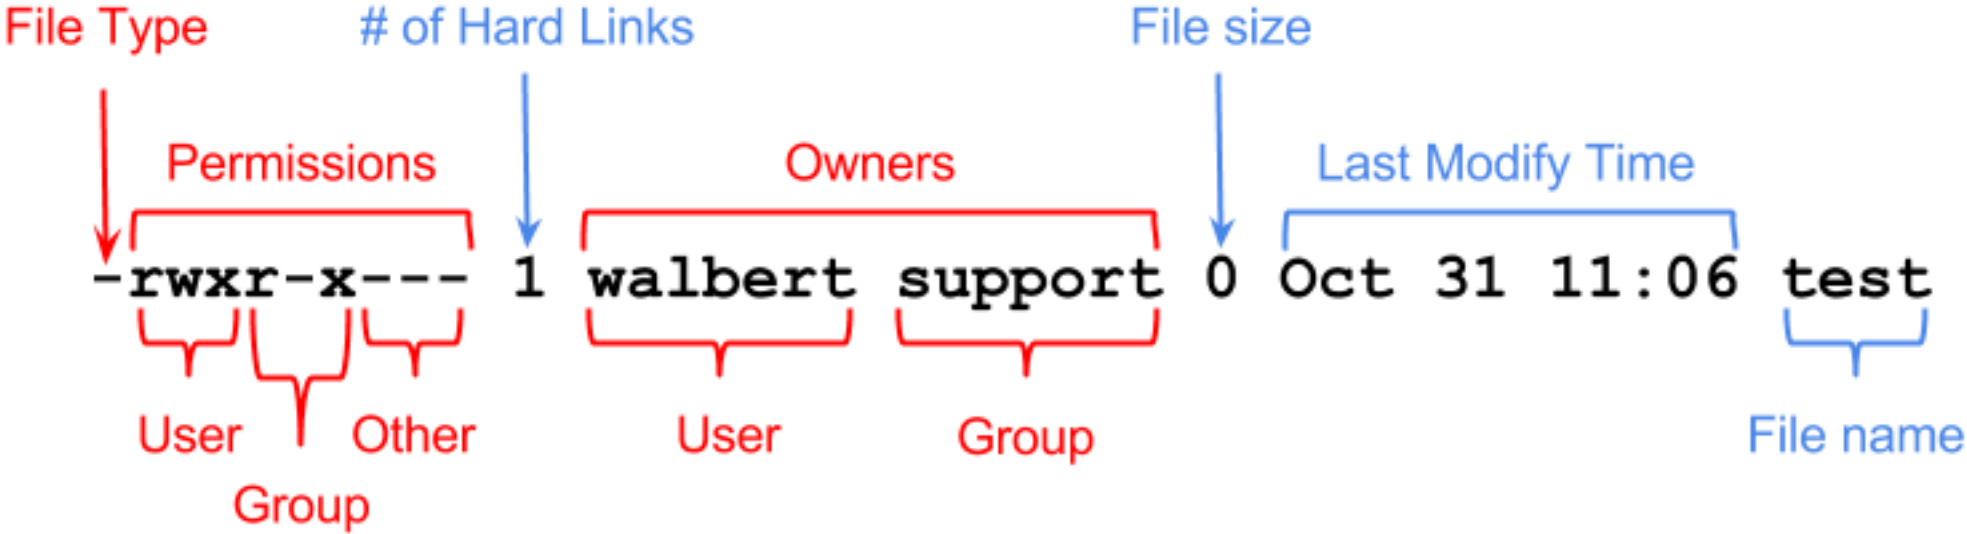 File Type # of Hard Links File size
Permissions Owners Last Modify Time
-rwxr-x--- 1 walbert support 0 Oct 31 11:06 test
User Other User Group File name
Group